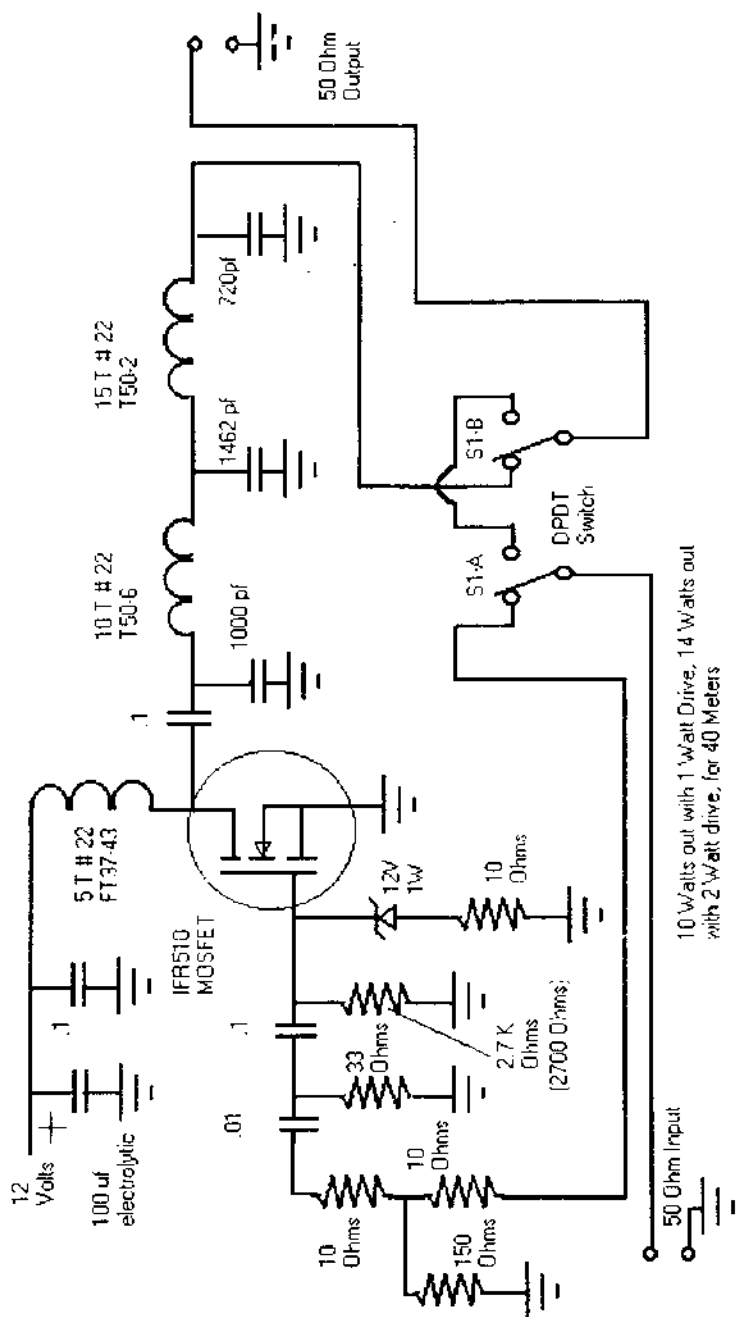 12
Volts
100 uf
electrolytic
.1
5 T # 22
FT37-43
IFR510
MOSFET
.1
10 T # 22
T50-6
1000 pf
15 T # 22
T50-2
1462 pf
720pf
50 Ohm
Output
.01
.1
33
Ohms
2.7 K
Ohms
(2700 Ohms)
12V
1W
10
Ohms
10
Ohms
10
Ohms
150
Ohms
50 Ohm Input
S1-A
S1-B
DPDT
Switch
10 Watts out with 1 Watt Drive, 14 Watts out
with 2 Watt drive, for 40 Meters